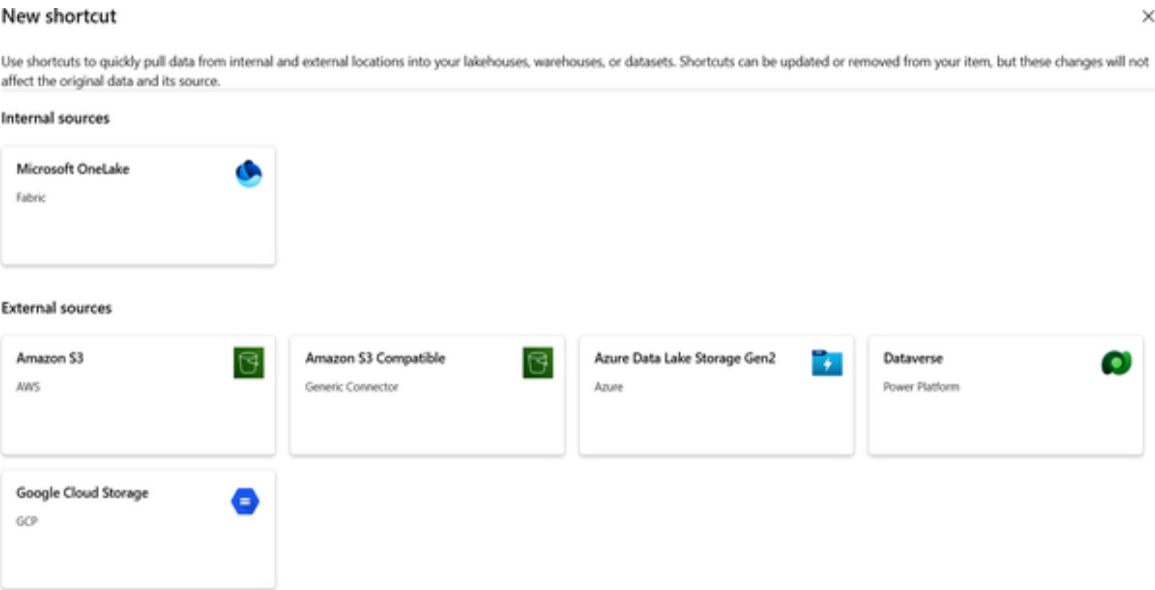 New shortcut
Use shortcuts to quickly pull data from internal and external locations into your lakehouses, warehouses, or datasets. Shortcuts can be updated or removed from your item, but these changes will not
affect the original data and its source.
Internal sources
Microsoft OneLake
Fabric
External sources
Amazon S3
AWS
Amazon S3 Compatible
Generic Connector
Azure Data Lake Storage Gen2
Azure
Dataverse
Power Platform
Google Cloud Storage
GCP